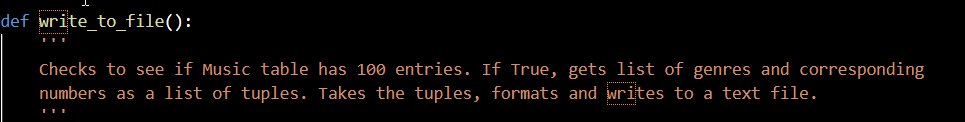 def write_to_file():
'''
Checks to see if Music table has 100 entries. If True, gets list of genres and corresponding
numbers as a list of tuples. Takes the tuples, formats and writes to a text file.
'''